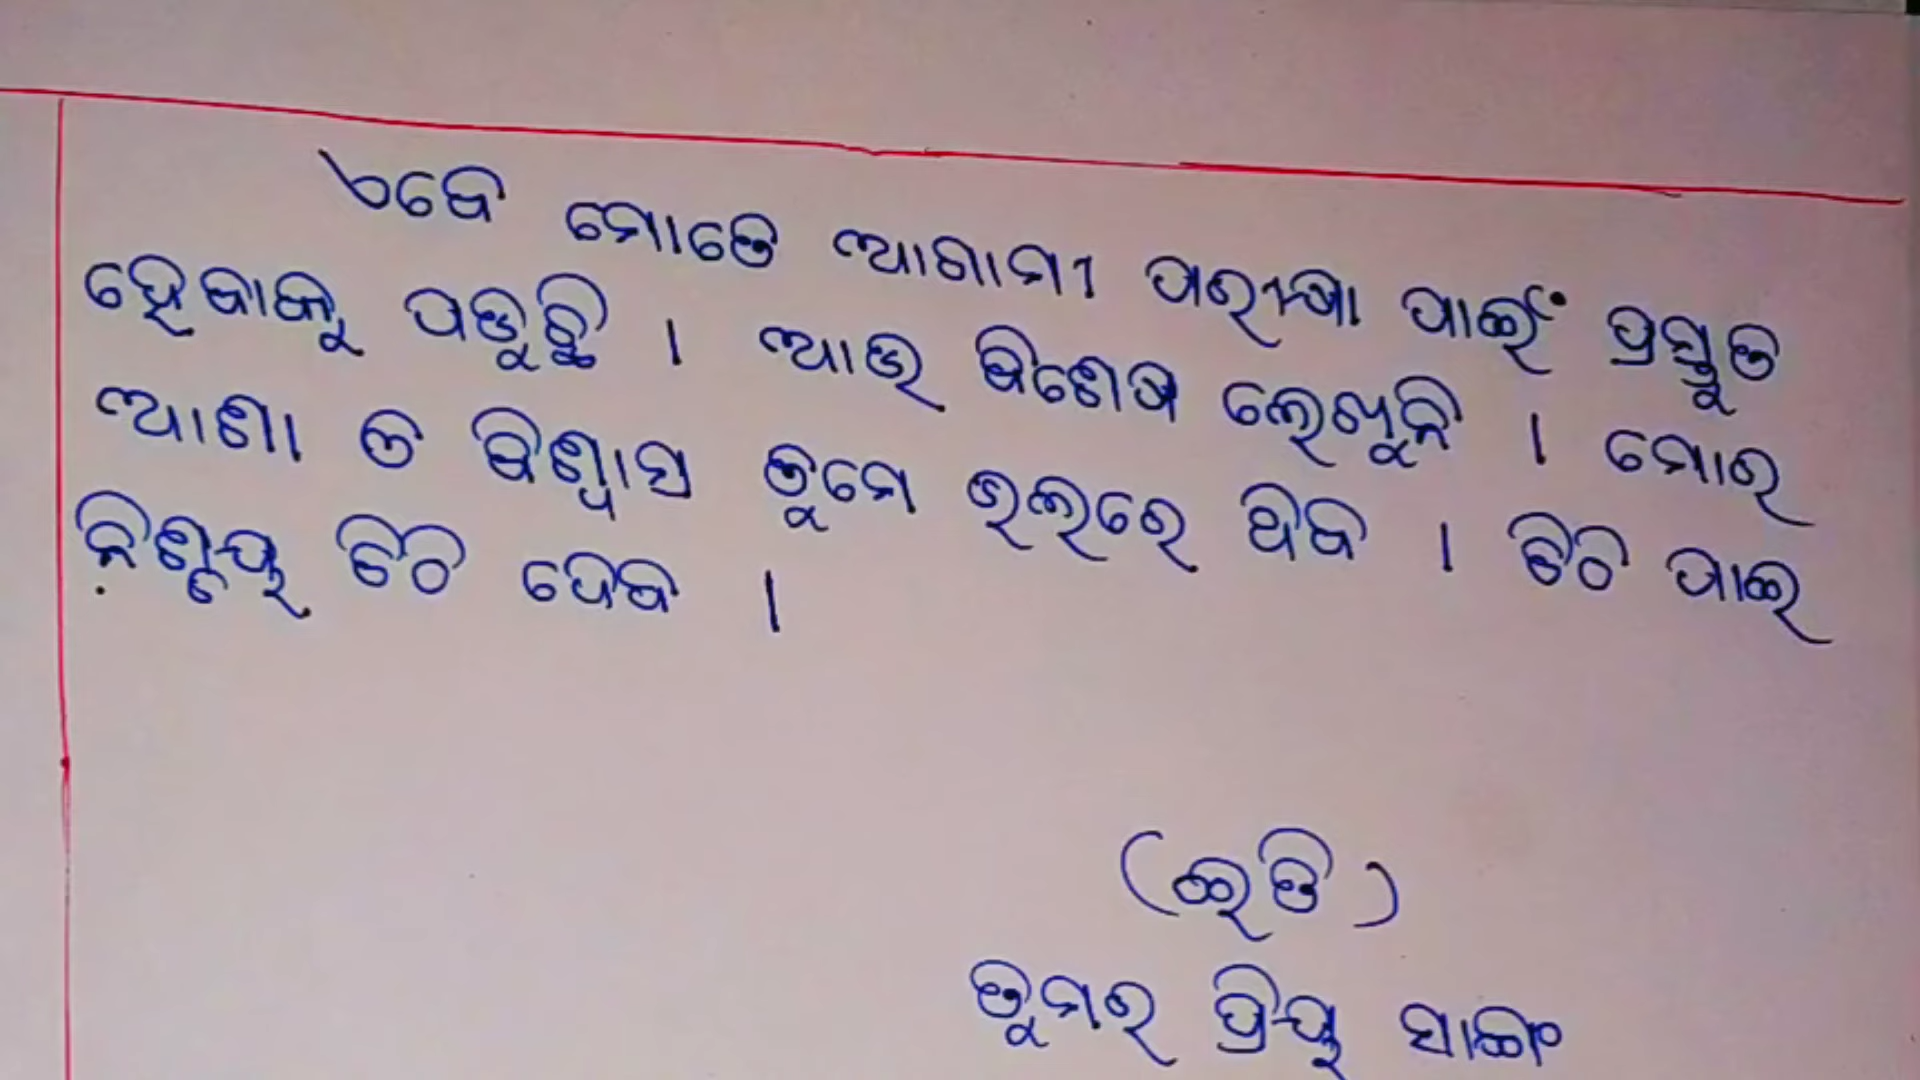 ଏବେ ମୋତେ ଆଗାମୀ ପରୀକ୍ଷା ପାଇଁ ପ୍ରସ୍ତୁତ
ହେବାକୁ ପଡୁଛି । ଆଉ ବିଶେଷ ଲେଖୁନି । ମୋର
ଆଶା ଓ ବିଶ୍ୱାସ ତୁମେ ଭଲରେ ଥିବ । ଚିଠି ପାଇ
ନିଶ୍ଚୟ ଚିଠି ଦେବ ।
(ଇତି)
ତୁମର ପ୍ରିୟ ସାଙ୍ଗ